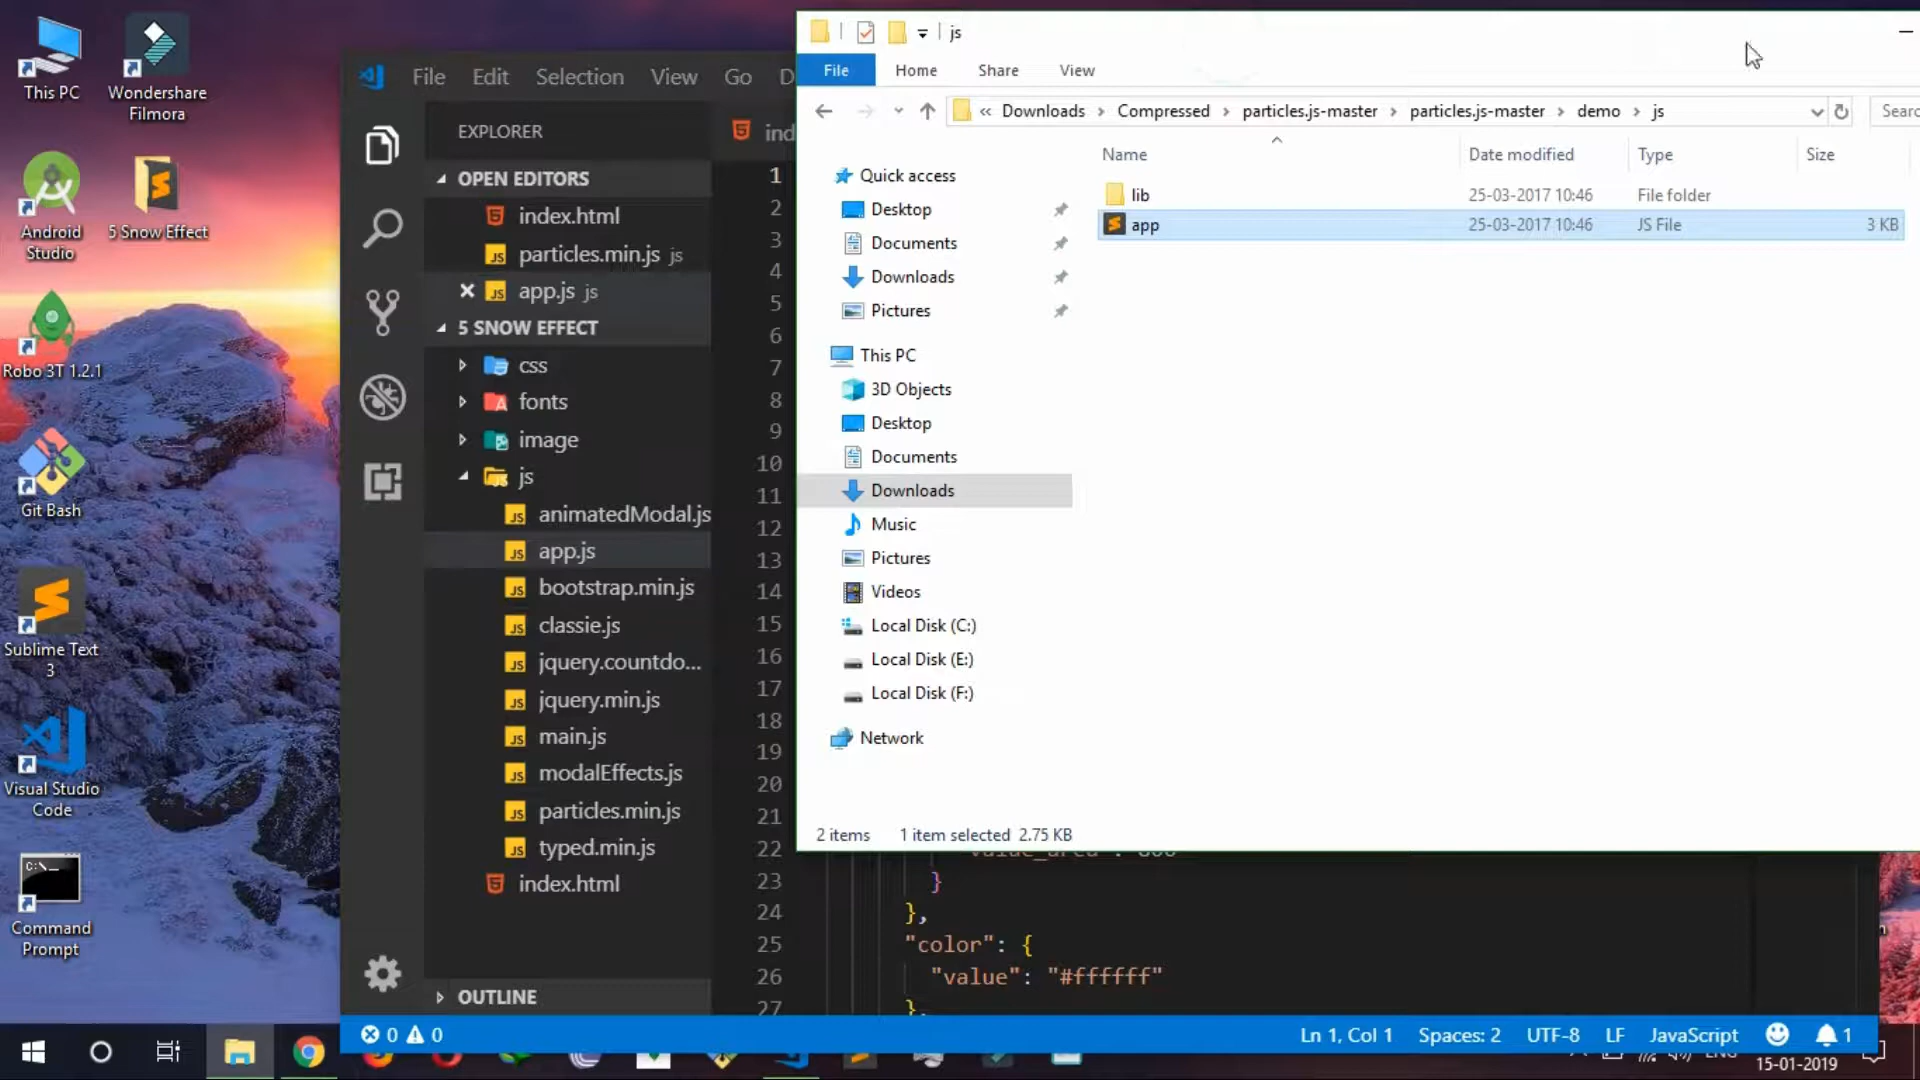 This PC
Wondershare
Filmora
Android
Studio
5 Snow Effect
Robo 3T 1.2.1
Git Bash
Sublime Text
3
Visual Studio
Code
Command
Prompt
File Edit Selection View Go D
EXPLORER
OPEN EDITORS
index.html
particles.min.js js
app.js js
5 SNOW EFFECT
css
fonts
image
js
animatedModal.js
app.js
bootstrap.min.js
classie.js
jquery.countdo...
jquery.min.js
main.js
modalEffects.js
particles.min.js
typed.min.js
index.html
OUTLINE
ind
1
2
3
4
5
6
7
8
9
10
11
12
13
14
15
16
17
18
19
20
21
22
23 }
24 },
25 "color": {
26 "value": "#ffffff"
27 },
js
File Home Share View
« Downloads › Compressed › particles.js-master › particles.js-master › demo › js
Searc
Name Date modified Type Size
lib 25-03-2017 10:46 File folder
app 25-03-2017 10:46 JS File 3 KB
Quick access
Desktop
Documents
Downloads
Pictures
This PC
3D Objects
Desktop
Documents
Downloads
Music
Pictures
Videos
Local Disk (C:)
Local Disk (E:)
Local Disk (F:)
Network
2 items 1 item selected 2.75 KB
0 0 Ln 1, Col 1 Spaces: 2 UTF-8 LF JavaScript 1
15-01-2019